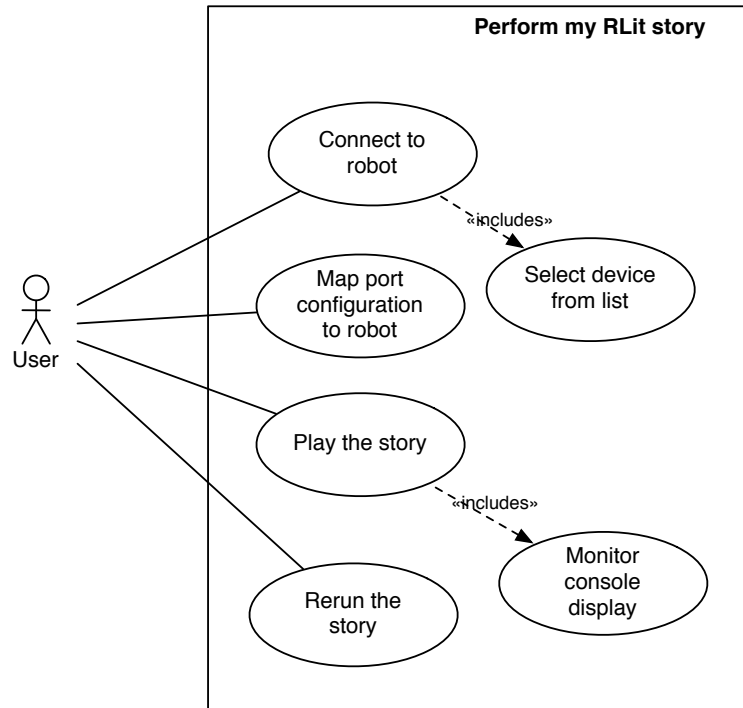 Perform my RLit story
Connect to
robot
«includes»
Select device
from list
Map port
configuration
to robot
User
Play the story
«includes»
Monitor
console
display
Rerun the
story